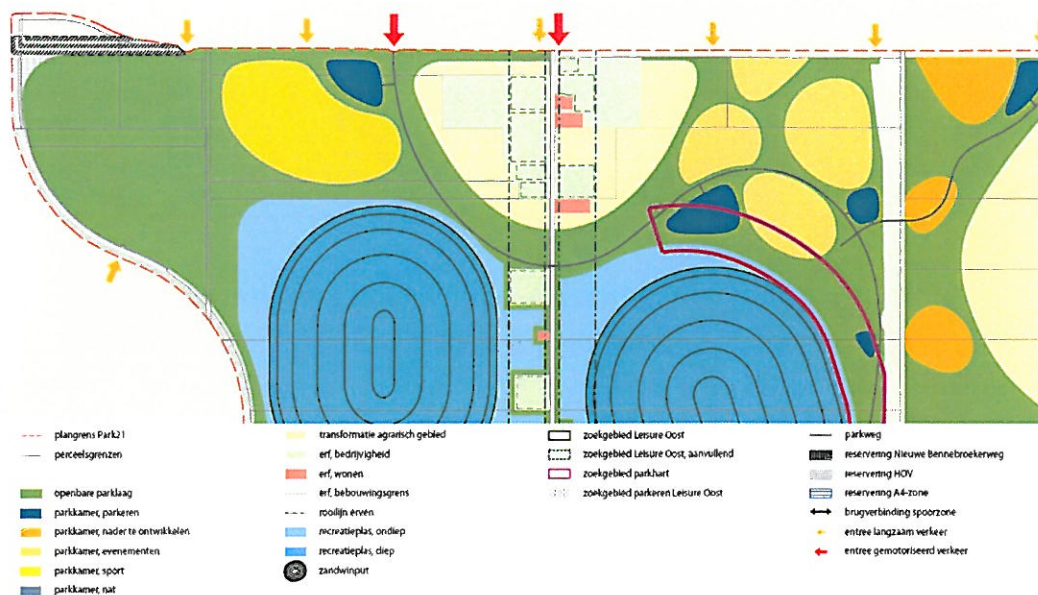 plangrens Park21
perceelsgrenzen
openbare parklaag
parkkamer, parkeren
parkkamer, nader te ontwikkelen
parkkamer, evenementen
parkkamer, sport
parkkamer, nat
transformatie agrarisch gebied
erf, bedrijvigheid
erf, wonen
erf, bebouwingsgrens
rooilijn erven
recreatieplas, ondiep
recreatieplas, diep
zandwinput
zoekgebied Leisure Oost
zoekgebied Leisure Oost, aanvullend
zoekgebied parkhart
zoekgebied parkeren Leisure Oost
parkweg
reservering Nieuwe Bennebroekerweg
reservering HOV
reservering A4-zone
brugverbinding spoorzone
entree langzaam verkeer
entree gemotoriseerd verkeer